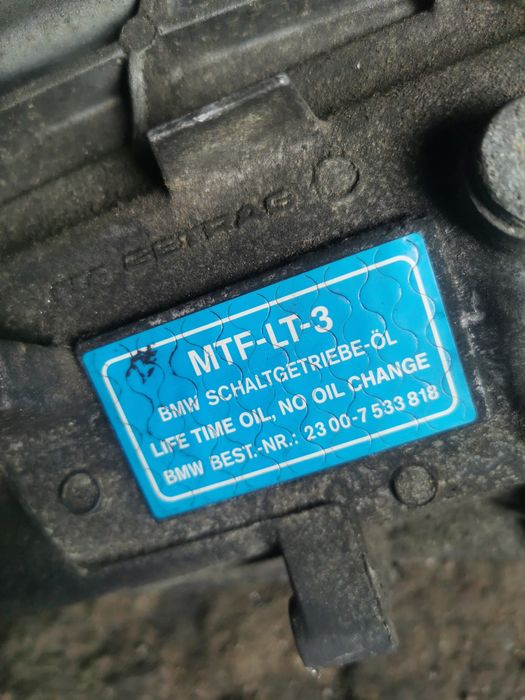 GETRAG
MTF-LT-3
BMW SCHALTGETRIEBE-ÖL
LIFE TIME OIL, NO OIL CHANGE
BMW BEST.-NR.: 23 00-7 533 818